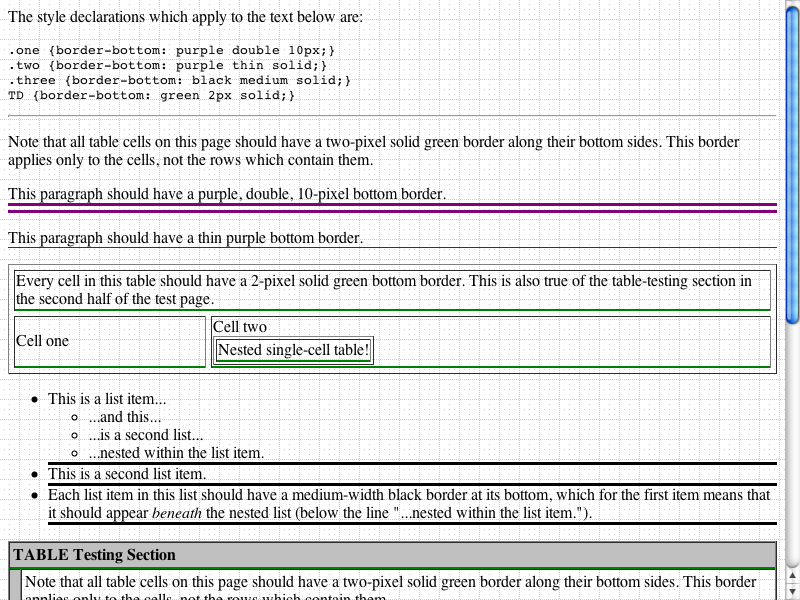 The style declarations which apply to the text below are:
.one {border-bottom: purple double 10px;}
.two {border-bottom: purple thin solid;}
.three {border-bottom: black medium solid;}
TD {border-bottom: green 2px solid;}
Note that all table cells on this page should have a two-pixel solid green border along their bottom sides. This border
applies only to the cells, not the rows which contain them.
This paragraph should have a purple, double, 10-pixel bottom border.
This paragraph should have a thin purple bottom border.
Every cell in this table should have a 2-pixel solid green bottom border. This is also true of the table-testing section in
the second half of the test page.
Cell one
Cell two
Nested single-cell table!
This is a list item...
...and this...
...is a second list...
...nested within the list item.
This is a second list item.
Each list item in this list should have a medium-width black border at its bottom, which for the first item means that
it should appear beneath the nested list (below the line "...nested within the list item.").
TABLE Testing Section
Note that all table cells on this page should have a two-pixel solid green border along their bottom sides. This border
applies only to the cells, not the rows which contain them.